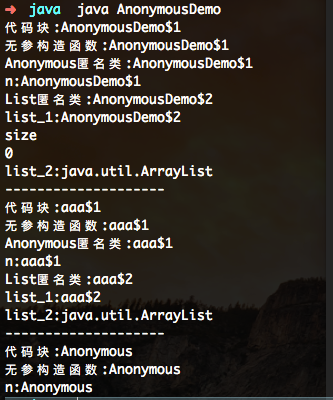 ➜ java java AnonymousDemo
代码块:AnonymousDemo$1
无参构造函数:AnonymousDemo$1
Anonymous匿名类:AnonymousDemo$1
n:AnonymousDemo$1
List匿名类:AnonymousDemo$2
list_1:AnonymousDemo$2
size
0
list_2:java.util.ArrayList
--------------------
代码块:aaa$1
无参构造函数:aaa$1
Anonymous匿名类:aaa$1
n:aaa$1
List匿名类:aaa$2
list_1:aaa$2
list_2:java.util.ArrayList
--------------------
代码块:Anonymous
无参构造函数:Anonymous
n:Anonymous